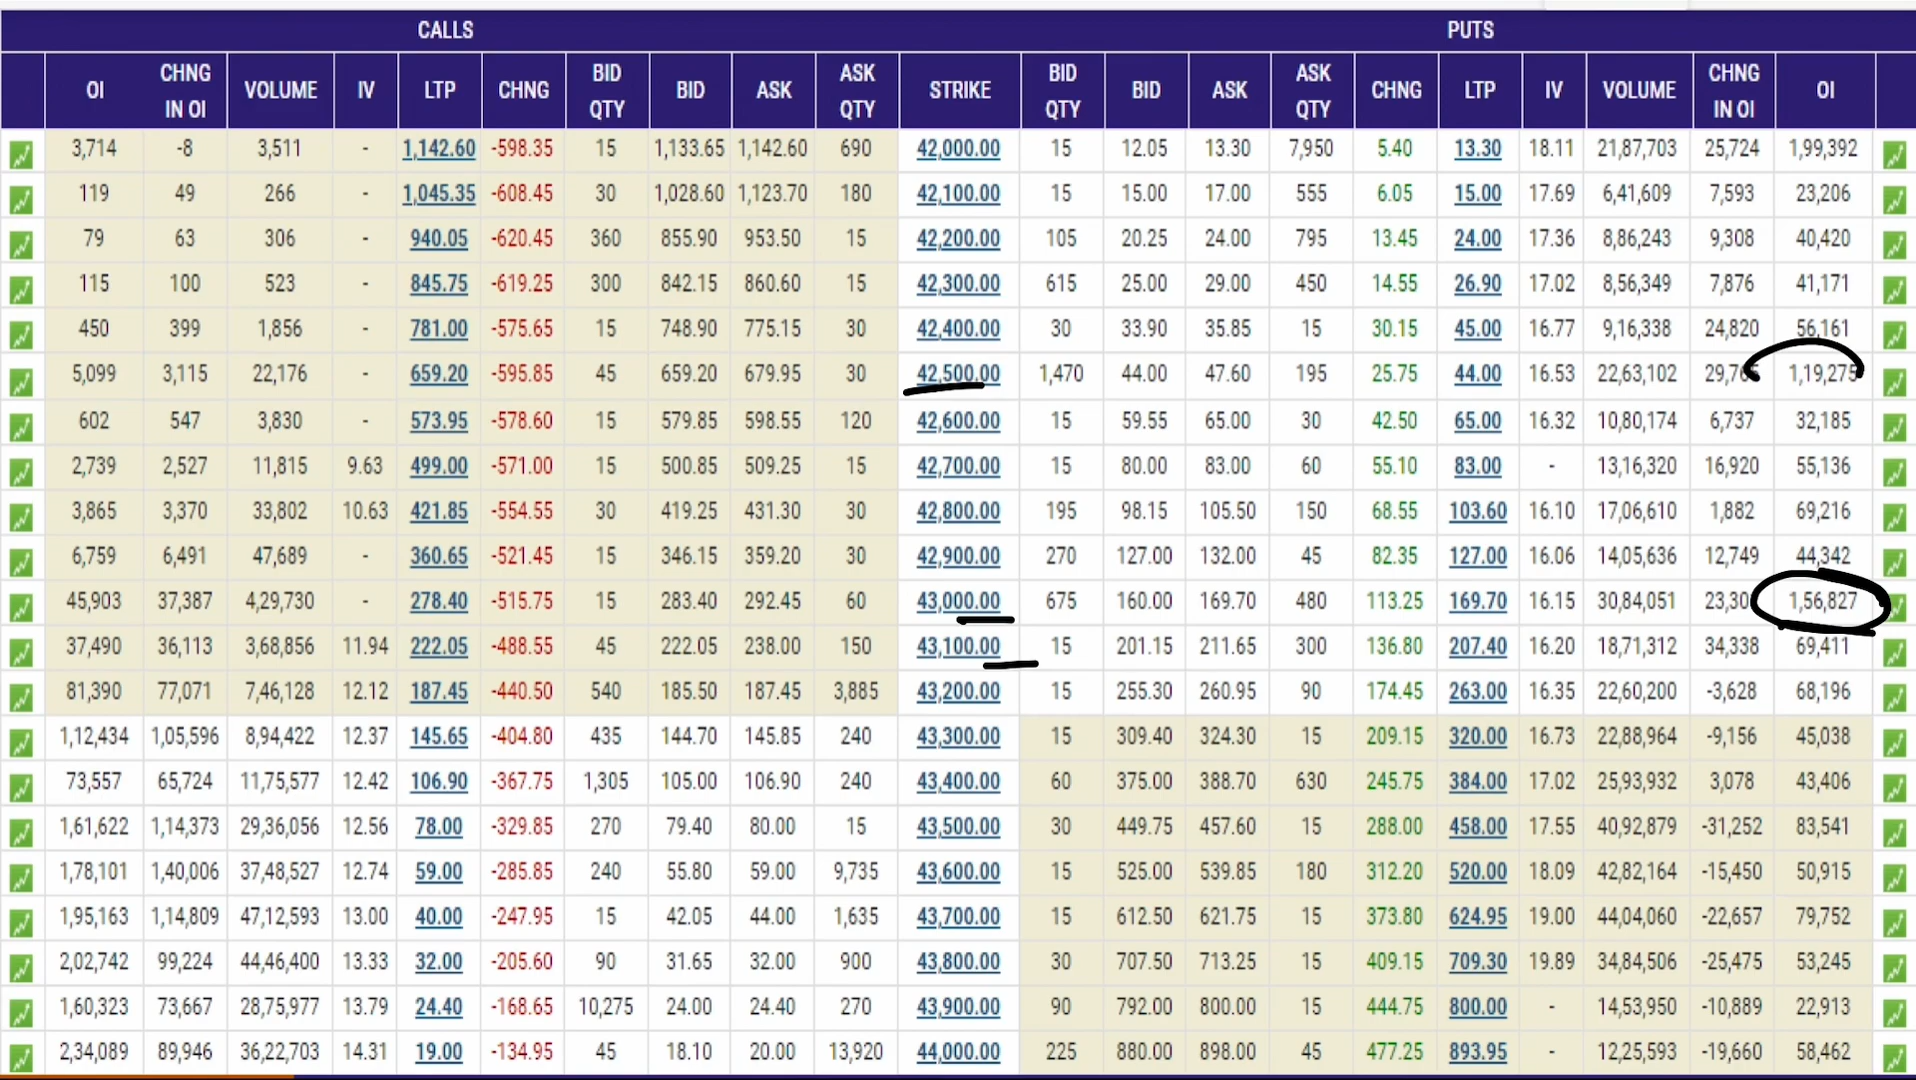 CALLS PUTS
OI CHNG IN OI VOLUME IV LTP CHNG BID QTY BID ASK ASK QTY STRIKE BID QTY BID ASK ASK QTY CHNG LTP IV VOLUME CHNG IN OI OI
3,714 -8 3,511 - 1,142.60 -598.35 15 1,133.65 1,142.60 690 42,000.00 15 12.05 13.30 7,950 5.40 13.30 18.11 21,87,703 25,724 1,99,392
119 49 266 - 1,045.35 -608.45 30 1,028.60 1,123.70 180 42,100.00 15 15.00 17.00 555 6.05 15.00 17.69 6,41,609 7,593 23,206
79 63 306 - 940.05 -620.45 360 855.90 953.50 15 42,200.00 105 20.25 24.00 795 13.45 24.00 17.36 8,86,243 9,308 40,420
115 100 523 - 845.75 -619.25 300 842.15 860.60 15 42,300.00 615 25.00 29.00 450 14.55 26.90 17.02 8,56,349 7,876 41,171
450 399 1,856 - 781.00 -575.65 15 748.90 775.15 30 42,400.00 30 33.90 35.85 15 30.15 45.00 16.77 9,16,338 24,820 56,161
5,099 3,115 22,176 - 659.20 -595.85 45 659.20 679.95 30 42,500.00 1,470 44.00 47.60 195 25.75 44.00 16.53 22,63,102 1,19,275
602 547 3,830 - 573.95 -578.60 15 579.85 598.55 120 42,600.00 15 59.55 65.00 30 42.50 65.00 16.32 10,80,174 6,737 32,185
2,739 2,527 11,815 9.63 499.00 -571.00 15 500.85 509.25 15 42,700.00 15 80.00 83.00 60 55.10 83.00 - 13,16,320 16,920 55,136
3,865 3,370 33,802 10.63 421.85 -554.55 30 419.25 431.30 30 42,800.00 195 98.15 105.50 150 68.55 103.60 16.10 17,06,610 1,882 69,216
6,759 6,491 47,689 - 360.65 -521.45 15 346.15 359.20 30 42,900.00 270 127.00 132.00 45 82.35 127.00 16.06 14,05,636 12,749 44,342
45,903 37,387 4,29,730 - 278.40 -515.75 15 283.40 292.45 60 43,000.00 675 160.00 169.70 480 113.25 169.70 16.15 30,84,051 1,56,827
37,490 36,113 3,68,856 11.94 222.05 -488.55 45 222.05 238.00 150 43,100.00 15 201.15 211.65 300 136.80 207.40 16.20 18,71,312 34,338 69,411
81,390 77,071 7,46,128 12.12 187.45 -440.50 540 185.50 187.45 3,885 43,200.00 15 255.30 260.95 90 174.45 263.00 16.35 22,60,200 -3,628 68,196
1,12,434 1,05,596 8,94,422 12.37 145.65 -404.80 435 144.70 145.85 240 43,300.00 15 309.40 324.30 15 209.15 320.00 16.73 22,88,964 -9,156 45,038
73,557 65,724 11,75,577 12.42 106.90 -367.75 1,305 105.00 106.90 240 43,400.00 60 375.00 388.70 630 245.75 384.00 17.02 25,93,932 3,078 43,406
1,61,622 1,14,373 29,36,056 12.56 78.00 -329.85 270 79.40 80.00 15 43,500.00 30 449.75 457.60 15 288.00 458.00 17.55 40,92,879 -31,252 83,541
1,78,101 1,40,006 37,48,527 12.74 59.00 -285.85 240 55.80 59.00 9,735 43,600.00 15 525.00 539.85 180 312.20 520.00 18.09 42,82,164 -15,450 50,915
1,95,163 1,14,809 47,12,593 13.00 40.00 -247.95 15 42.05 44.00 1,635 43,700.00 15 612.50 621.75 15 373.80 624.95 19.00 44,04,060 -22,657 79,752
2,02,742 99,224 44,46,400 13.33 32.00 -205.60 90 31.65 32.00 900 43,800.00 30 707.50 713.25 15 409.15 709.30 19.89 34,84,506 -25,475 53,245
1,60,323 73,667 28,75,977 13.79 24.40 -168.65 10,275 24.00 24.40 270 43,900.00 90 792.00 800.00 15 444.75 800.00 - 14,53,950 -10,889 22,913
2,34,089 89,946 36,22,703 14.31 19.00 -134.95 45 18.10 20.00 13,920 44,000.00 225 880.00 898.00 45 477.25 893.95 - 12,25,593 -19,660 58,462